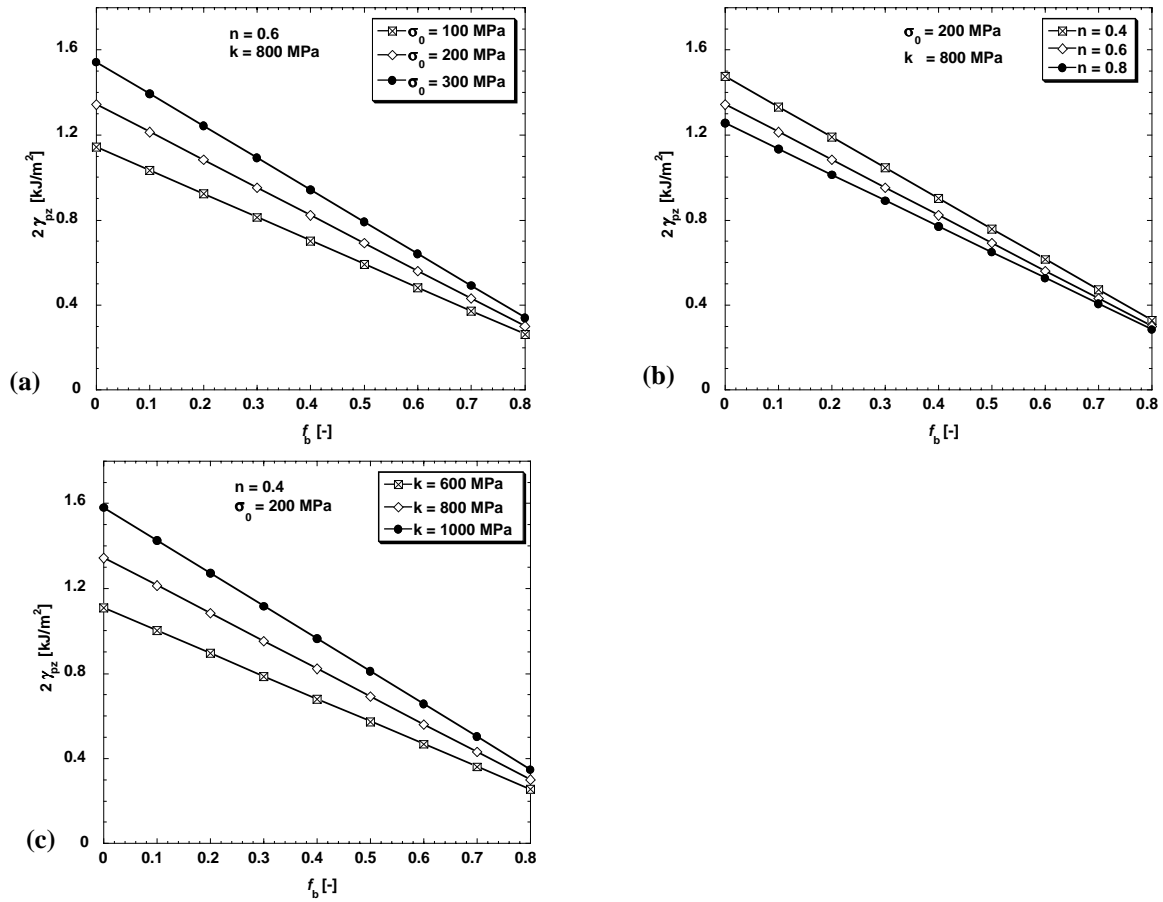 n = 0.6
k = 800 MPa
σ0 = 100 MPa
σ0 = 200 MPa
σ0 = 300 MPa
1.6
1.2
0.8
0.4
0
2 γpz [kJ/m²]
0 0.1 0.2 0.3 0.4 0.5 0.6 0.7 0.8
fb [-]
(a)
σ0 = 200 MPa
k = 800 MPa
n = 0.4
n = 0.6
n = 0.8
1.6
1.2
0.8
0.4
0
2 γpz [kJ/m²]
0 0.1 0.2 0.3 0.4 0.5 0.6 0.7 0.8
fb [-]
(b)
n = 0.4
σ0 = 200 MPa
k = 600 MPa
k = 800 MPa
k = 1000 MPa
1.6
1.2
0.8
0.4
0
2 γpz [kJ/m²]
0 0.1 0.2 0.3 0.4 0.5 0.6 0.7 0.8
fb [-]
(c)